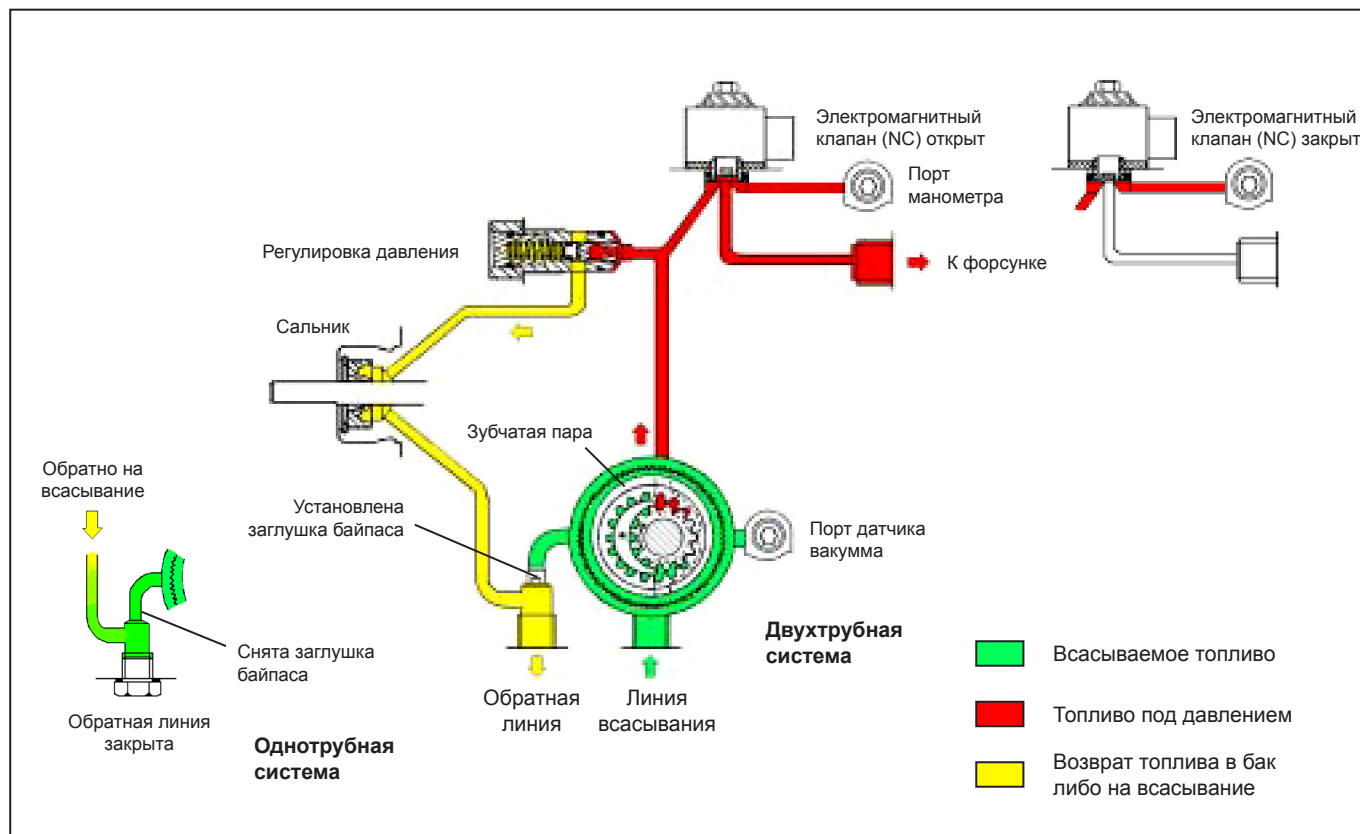 Электромагнитный
клапан (NC) открыт
Электромагнитный
клапан (NC) закрыт
Порт
манометра
Регулировка давления
К форсунке
Сальник
Зубчатая пара
Обратно на
всасывание
Установлена
заглушка байпаса
Порт датчика
вакумма
Снята заглушка
байпаса
Двухтрубная
система
Всасываемое топливо
Обратная
линия
Линия
всасывания
Обратная линия
закрыта
Топливо под давлением
Однотрубная
система
Возврат топлива в бак
либо на всасывание